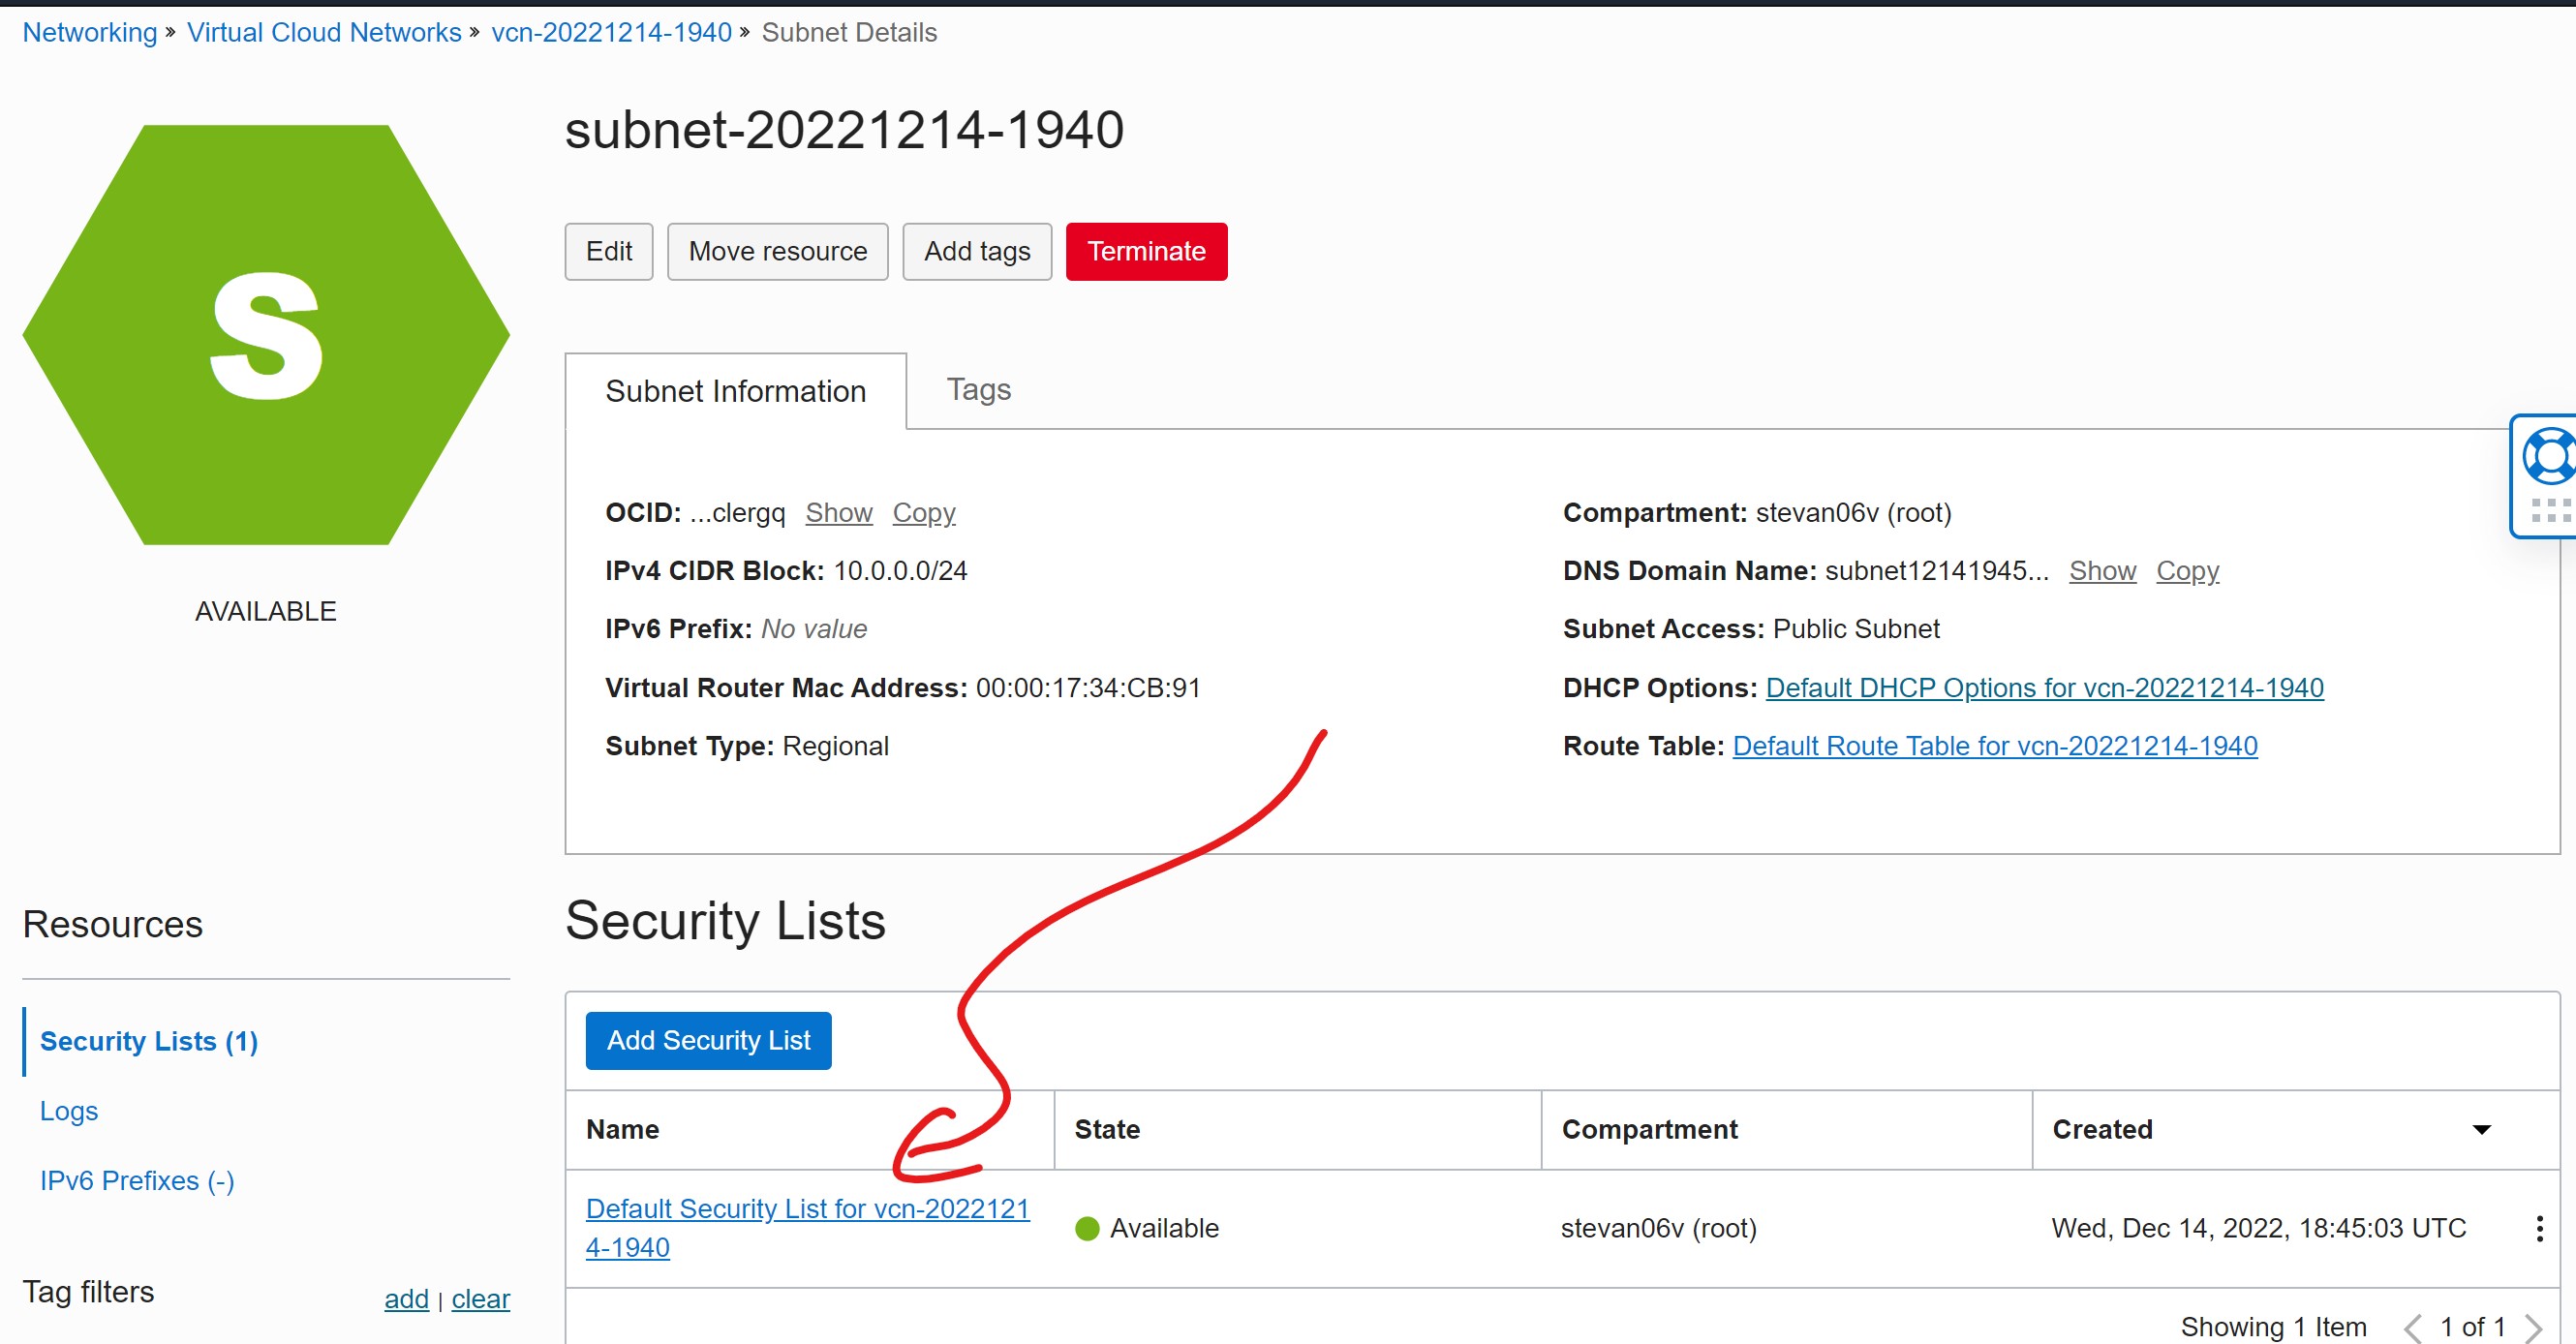 Networking » Virtual Cloud Networks » vcn-20221214-1940 » Subnet Details
S
AVAILABLE
subnet-20221214-1940
Edit Move resource Add tags Terminate
Subnet Information Tags
OCID: ...clergq Show Copy
IPv4 CIDR Block: 10.0.0.0/24
IPv6 Prefix: No value
Virtual Router Mac Address: 00:00:17:34:CB:91
Subnet Type: Regional
Compartment: stevan06v (root)
DNS Domain Name: subnet12141945... Show Copy
Subnet Access: Public Subnet
DHCP Options: Default DHCP Options for vcn-20221214-1940
Route Table: Default Route Table for vcn-20221214-1940
Resources
Security Lists (1)
Logs
IPv6 Prefixes (-)
Tag filters add | clear
Security Lists
Add Security List
Name State Compartment Created
Default Security List for vcn-2022121
4-1940
Available stevan06v (root) Wed, Dec 14, 2022, 18:45:03 UTC
Showing 1 Item < 1 of 1 >